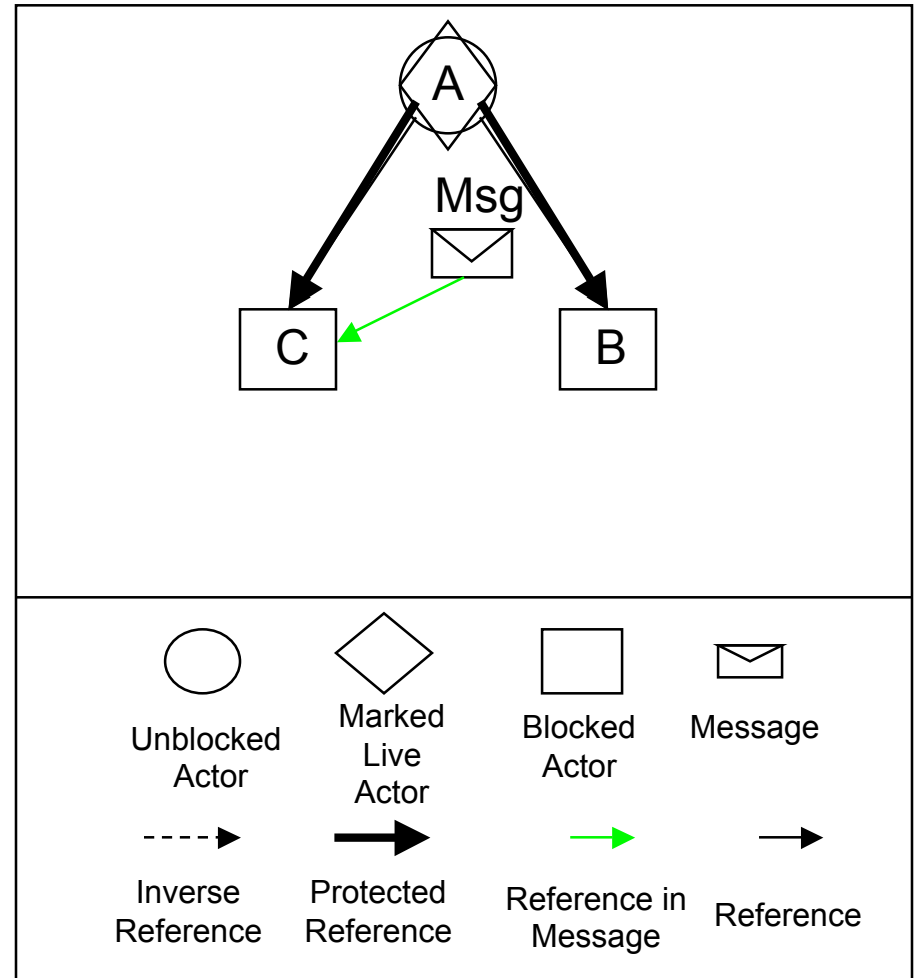 A
Msg
C
B
Unblocked
Actor
Marked
Live
Actor
Blocked
Actor
Message
Inverse
Reference
Protected
Reference
Reference in
Message
Reference